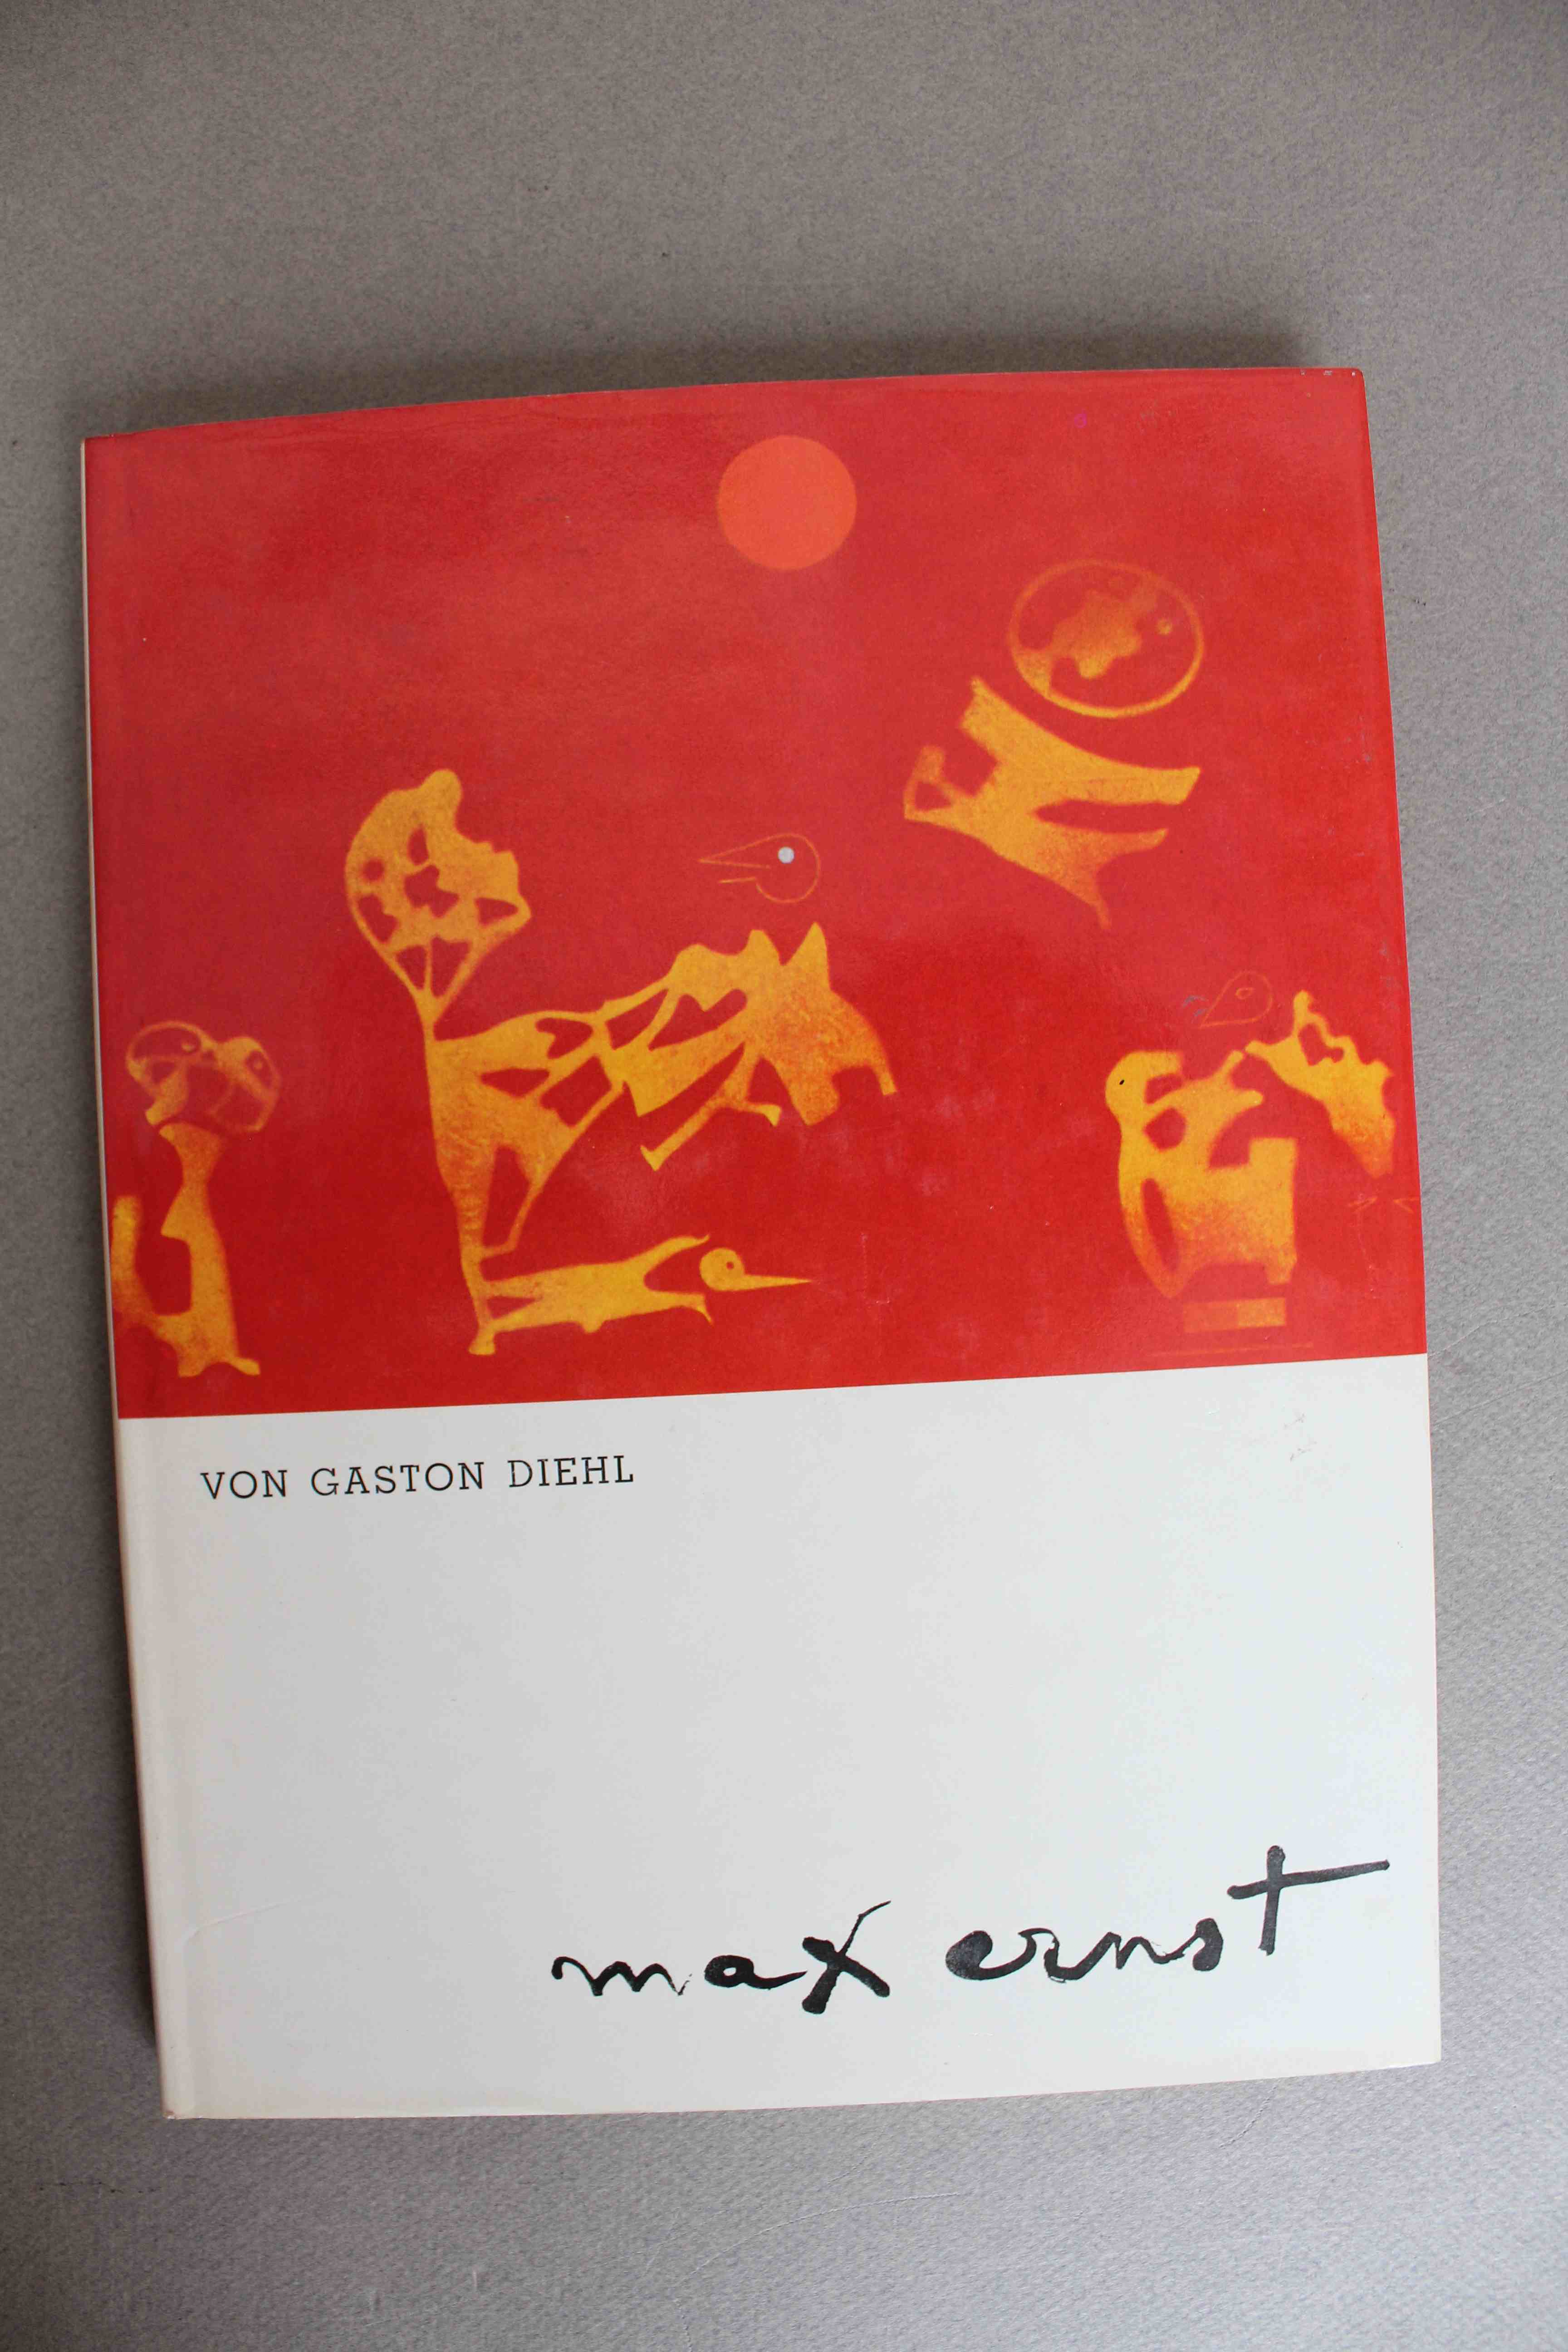 VON GASTON DIEHL
max ernst